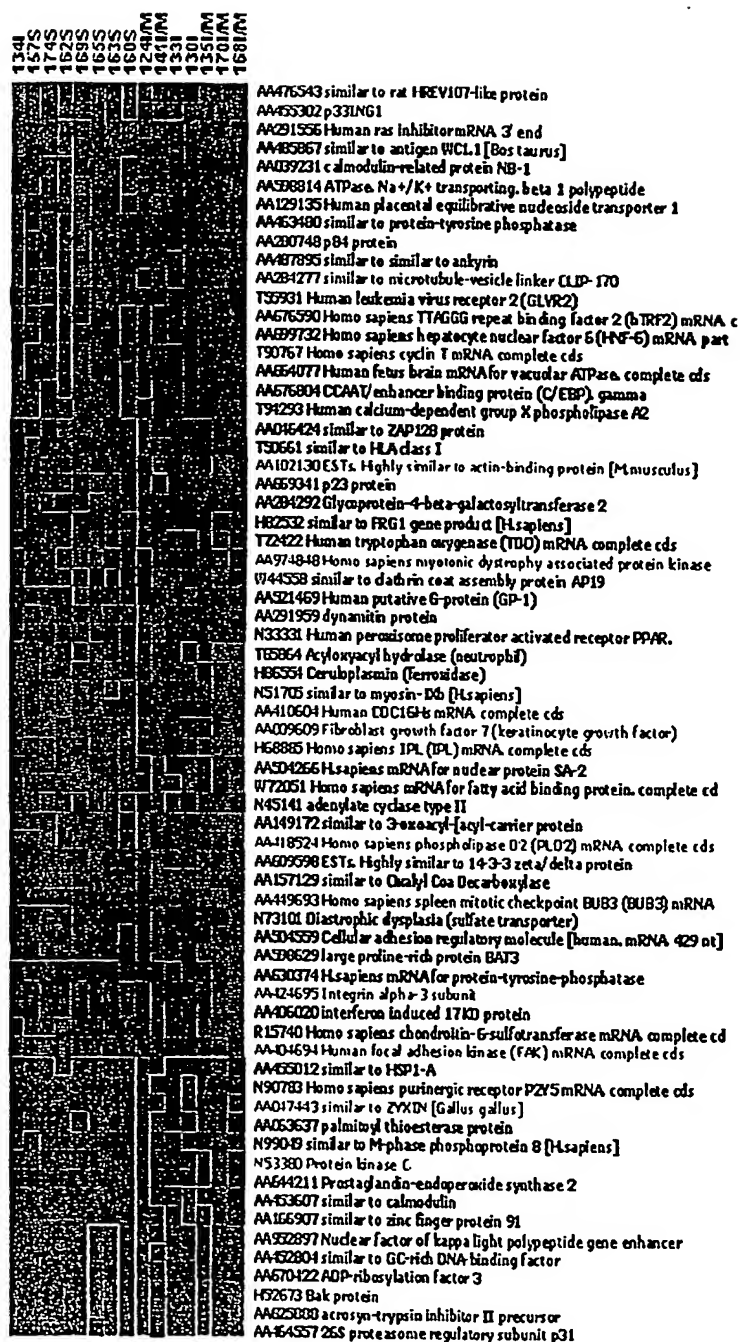 134I
157S
174S
162S
169S
165S
163S
160S
124I/M
141I/M
133I
130I
135I/M
170I/M
168I/M
AA476543 similar to rat HREV107-like protein
AA455302 p33ING1
AA291556 Human ras inhibitor mRNA 3' end
AA485867 similar to antigen WC1.1 [Bos taurus]
AA039231 calmodulin-related protein NB-1
AA598814 ATPase. Na+/K+ transporting. beta 1 polypeptide
AA129135 Human placental equilibrative nucleoside transporter 1
AA463480 similar to protein-tyrosine phosphatase
AA280748 p84 protein
AA487895 similar to similar to ankyrin
AA284277 similar to microtubule-vesicle linker CLIP-170
T55931 Human leukemia virus receptor 2 (GLVR2)
AA676590 Homo sapiens TTAGGG repeat binding factor 2 (hTRF2) mRNA c
AA699732 Homo sapiens hepatocyte nuclear factor 6 (HNF-6) mRNA part
T90767 Homo sapiens cyclin T mRNA complete cds
AA664077 Human fetus brain mRNA for vacuolar ATPase. complete cds
AA676804 CCAAT/enhancer binding protein (C/EBP). gamma
T94293 Human calcium-dependent group X phospholipase A2
AA046424 similar to ZAP128 protein
T50661 similar to HLA class I
AA102130 ESTs. Highly similar to actin-binding protein [M.musculus]
AA669341 p23 protein
AA284292 Glycoprotein-4-beta-galactosyltransferase 2
H82532 similar to FRG1 gene product [H.sapiens]
T72422 Human tryptophan oxygenase (TDO) mRNA complete cds
AA974848 Homo sapiens myotonic dystrophy associated protein kinase
W44558 similar to clathrin coat assembly protein AP19
AA521469 Human putative G-protein (GP-1)
AA291959 dynamitin protein
N33331 Human peroxisome proliferator activated receptor PPAR.
T65864 Acyloxyacyl hydrolase (neutrophil)
H86554 Ceruloplasmin (ferroxidase)
N51705 similar to myosin-IXb [H.sapiens]
AA410604 Human CDC16Hs mRNA complete cds
AA009609 Fibroblast growth factor 7 (keratinocyte growth factor)
H68885 Homo sapiens IPL (IPL) mRNA complete cds
AA504266 H.sapiens mRNA for nuclear protein SA-2
W72051 Homo sapiens mRNA for fatty acid binding protein. complete cd
N45141 adenylate cyclase type II
AA149172 similar to 3-oxoacyl-[acyl-carrier protein
AA418524 Homo sapiens phospholipase D2 (PLD2) mRNA complete cds
AA609598 ESTs. Highly similar to 14-3-3 zeta/delta protein
AA157129 similar to Oxalyl Coa Decarboxylase
AA449693 Homo sapiens spleen mitotic checkpoint BUB3 (BUB3) mRNA
N73101 Diastrophic dysplasia (sulfate transporter)
AA504559 Cellular adhesion regulatory molecule [human. mRNA 429 nt]
AA598629 large proline-rich protein BAT3
AA630374 H.sapiens mRNA for protein-tyrosine-phosphatase
AA424695 Integrin alpha-3 subunit
AA406020 interferon induced 17KD protein
R15740 Homo sapiens chondroitin-6-sulfotransferase mRNA complete cd
AA404694 Human focal adhesion kinase (FAK) mRNA complete cds
AA455012 similar to HSP1-A
N90783 Homo sapiens purinergic receptor P2Y5 mRNA complete cds
AA047443 similar to ZYXIN [Gallus gallus]
AA063637 palmitoyl thioesterase protein
N99049 similar to M-phase phosphoprotein 8 [H.sapiens]
N53380 Protein kinase C.
AA644211 Prostaglandin-endoperoxide synthase 2
AA453607 similar to calmodulin
AA166907 similar to zinc finger protein 91
AA932897 Nuclear factor of kappa light polypeptide gene enhancer
AA452804 similar to GC-rich DNA binding factor
AA670422 ADP-ribosylation factor 3
H52673 Bak protein
AA625888 acrosyn-trypsin inhibitor II precursor
AA464557 26S proteasome regulatory subunit p31